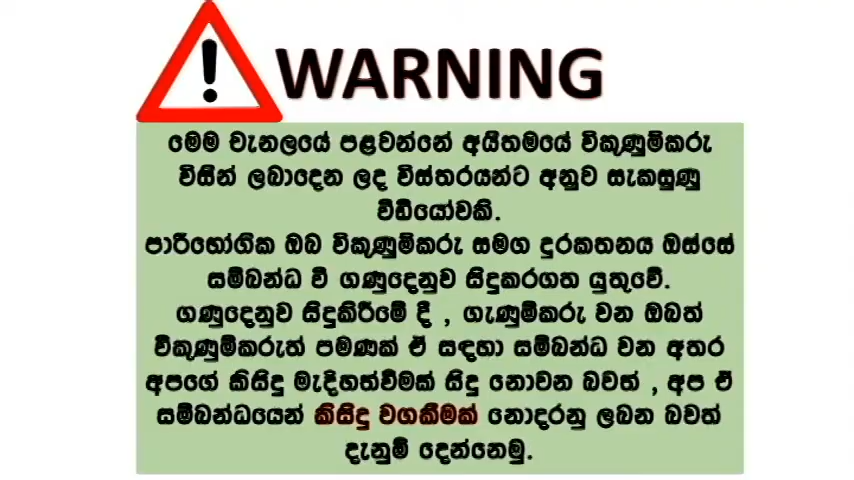 WARNING
මෙම චැනලයේ පළවන්නේ අයිතමයේ විකුණුම්කරු
විසින් ලබාදෙන ලද විස්තරයන්ට අනුව සැකසුණු
වීඩියෝවකි.
පාරිභෝගික ඔබ විකුණුම්කරු සමග දුරකතනය ඔස්සේ
සම්බන්ධ වී ගණුදෙනුව සිදුකරගත යුතුවේ.
ගණුදෙනුව සිදුකිරීමේ දී , ගැණුම්කරු වන ඔබත්
විකුණුම්කරුත් පමණක් ඒ සඳහා සම්බන්ධ වන අතර
අපගේ කිසිදු මැදිහත්වීමක් සිදු නොවන බවත් , අප ඒ
සම්බන්ධයෙන් කිසිදු වගකීමක් නොදරනු ලබන බවත්
දැනුම් දෙන්නෙමු.